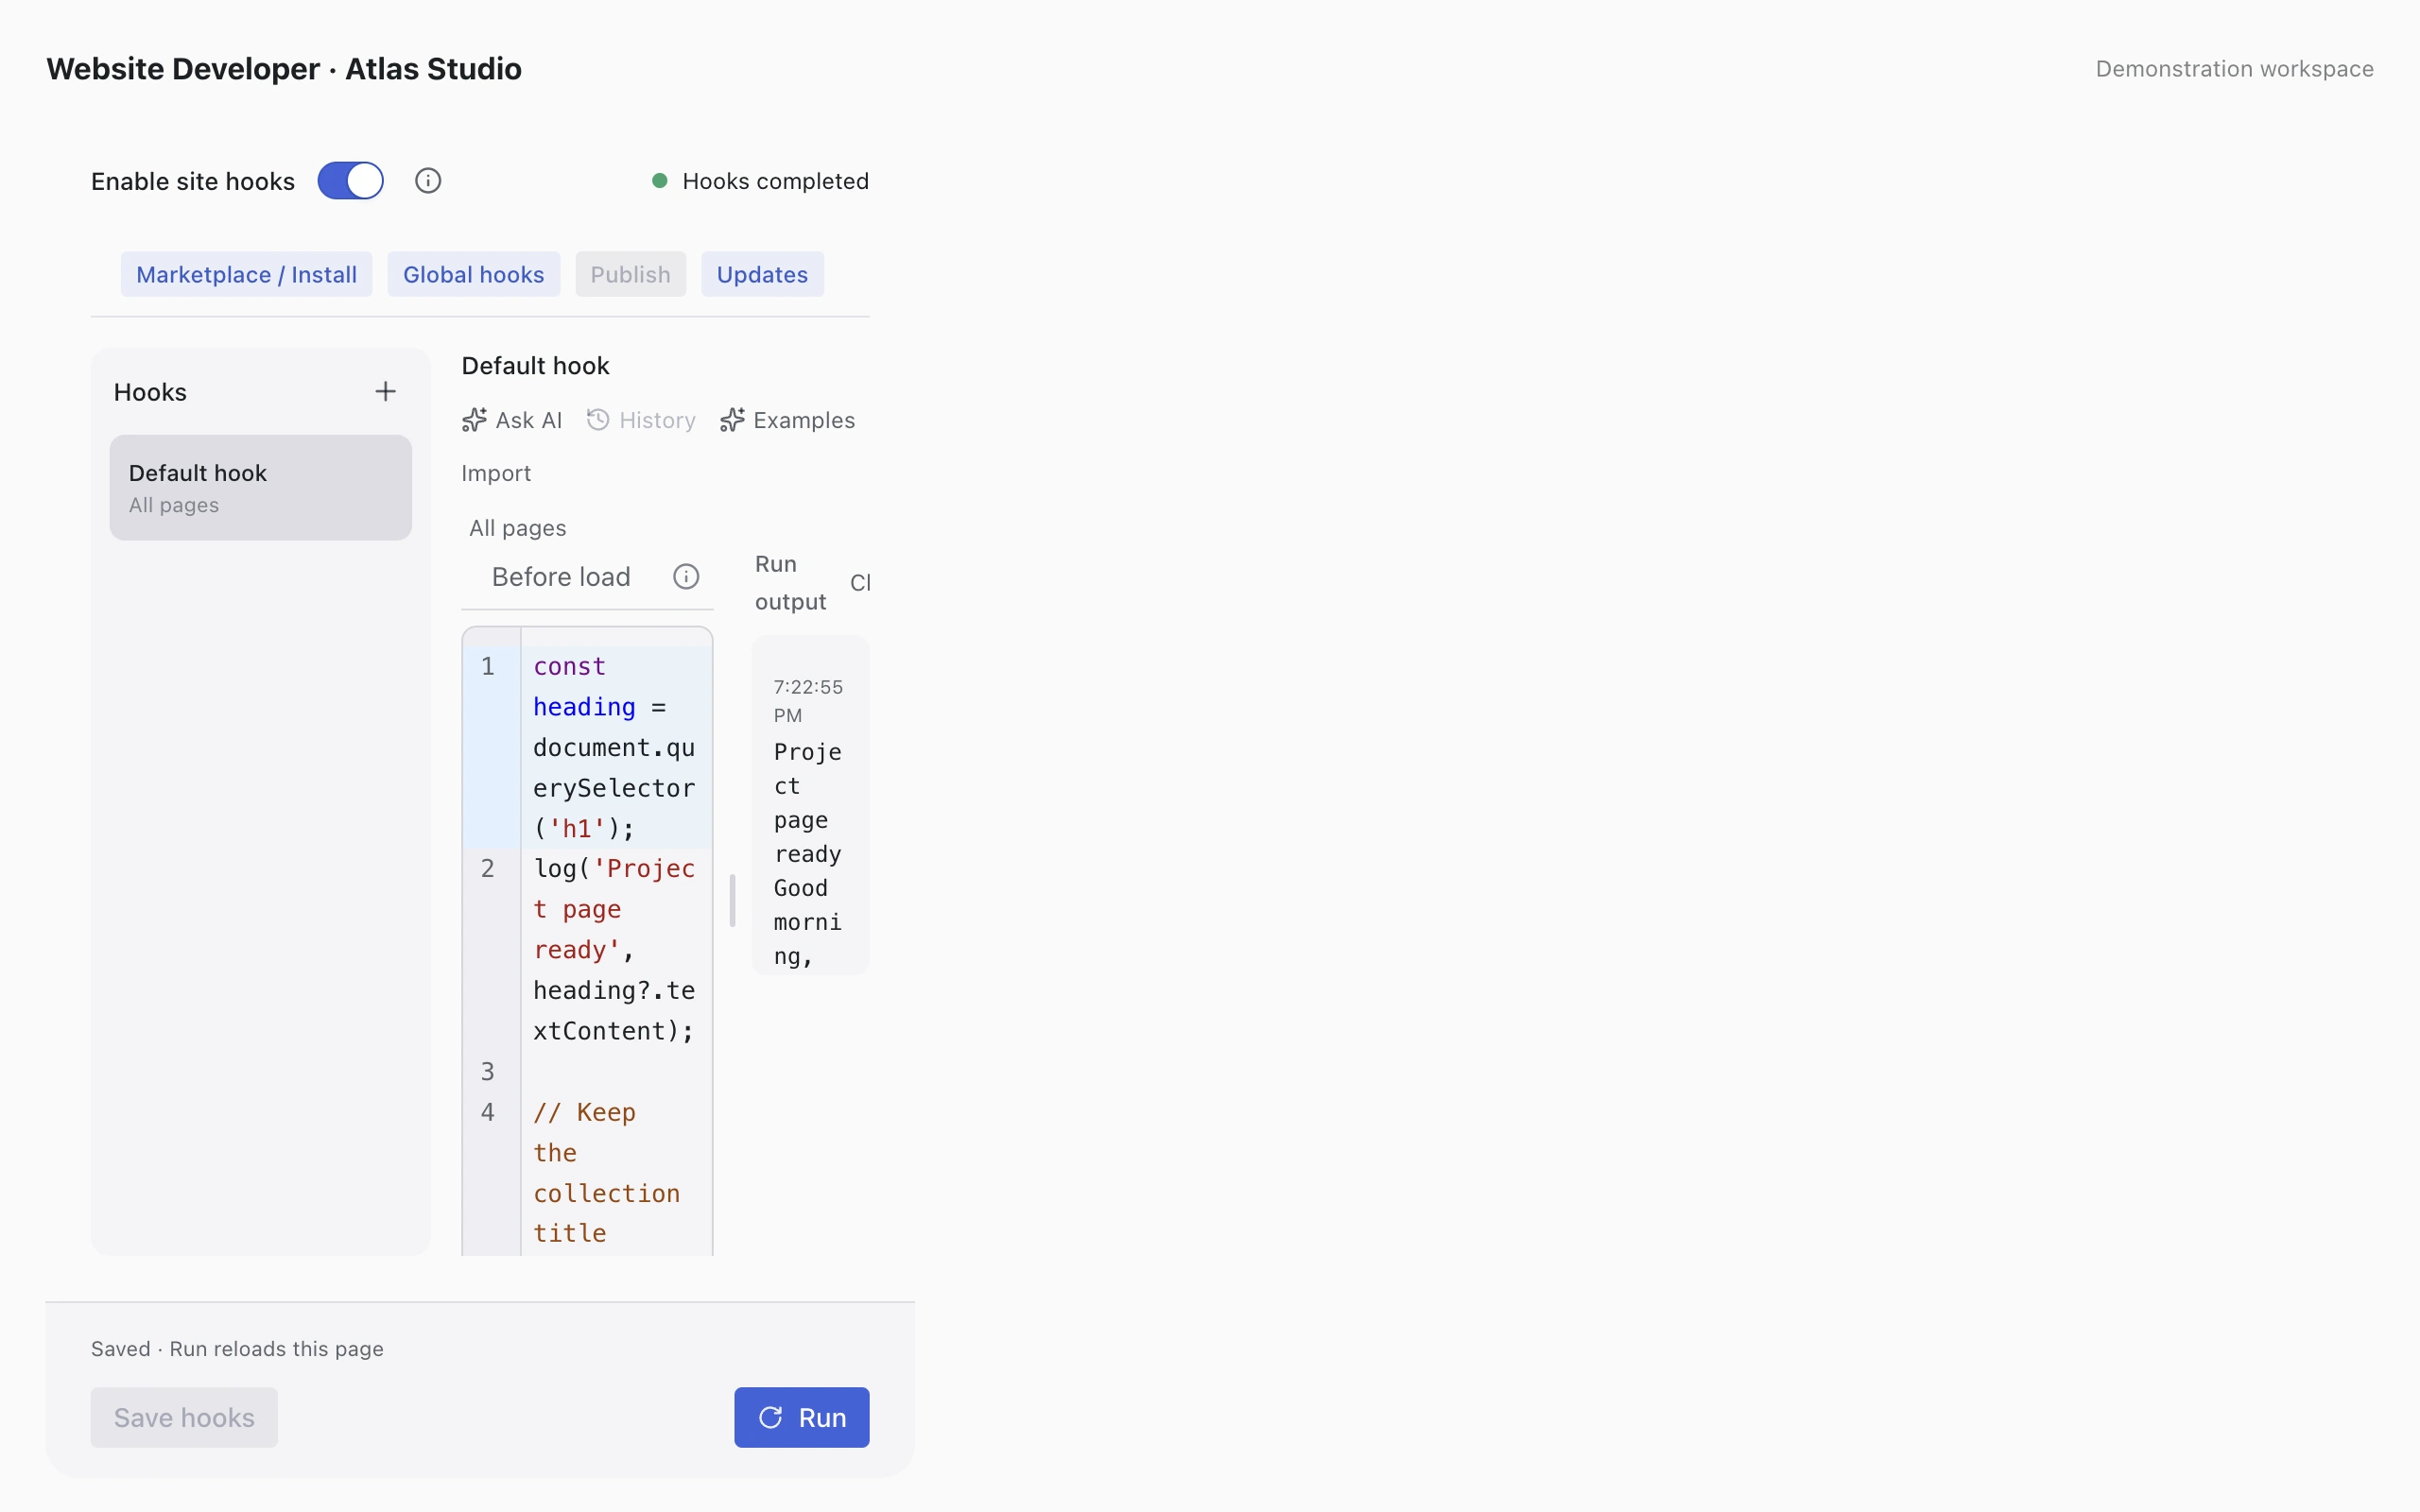 Website Developer · Atlas Studio
Demonstration workspace
Enable site hooks
Hooks completed
Marketplace / Install
Global hooks
Publish
Updates
Hooks
Default hook
All pages
Default hook
Ask AI
History
Examples
Import
All pages
Before load
1
const
heading =
document.qu
erySelector
('h1');
2
log('Projec
t page
ready',
heading?.te
xtContent);
3
4
// Keep
the
collection
title
Run
output
Cl
7:22:55
PM
Proje
ct
page
ready
Good
morni
ng,
Saved · Run reloads this page
Save hooks
Run